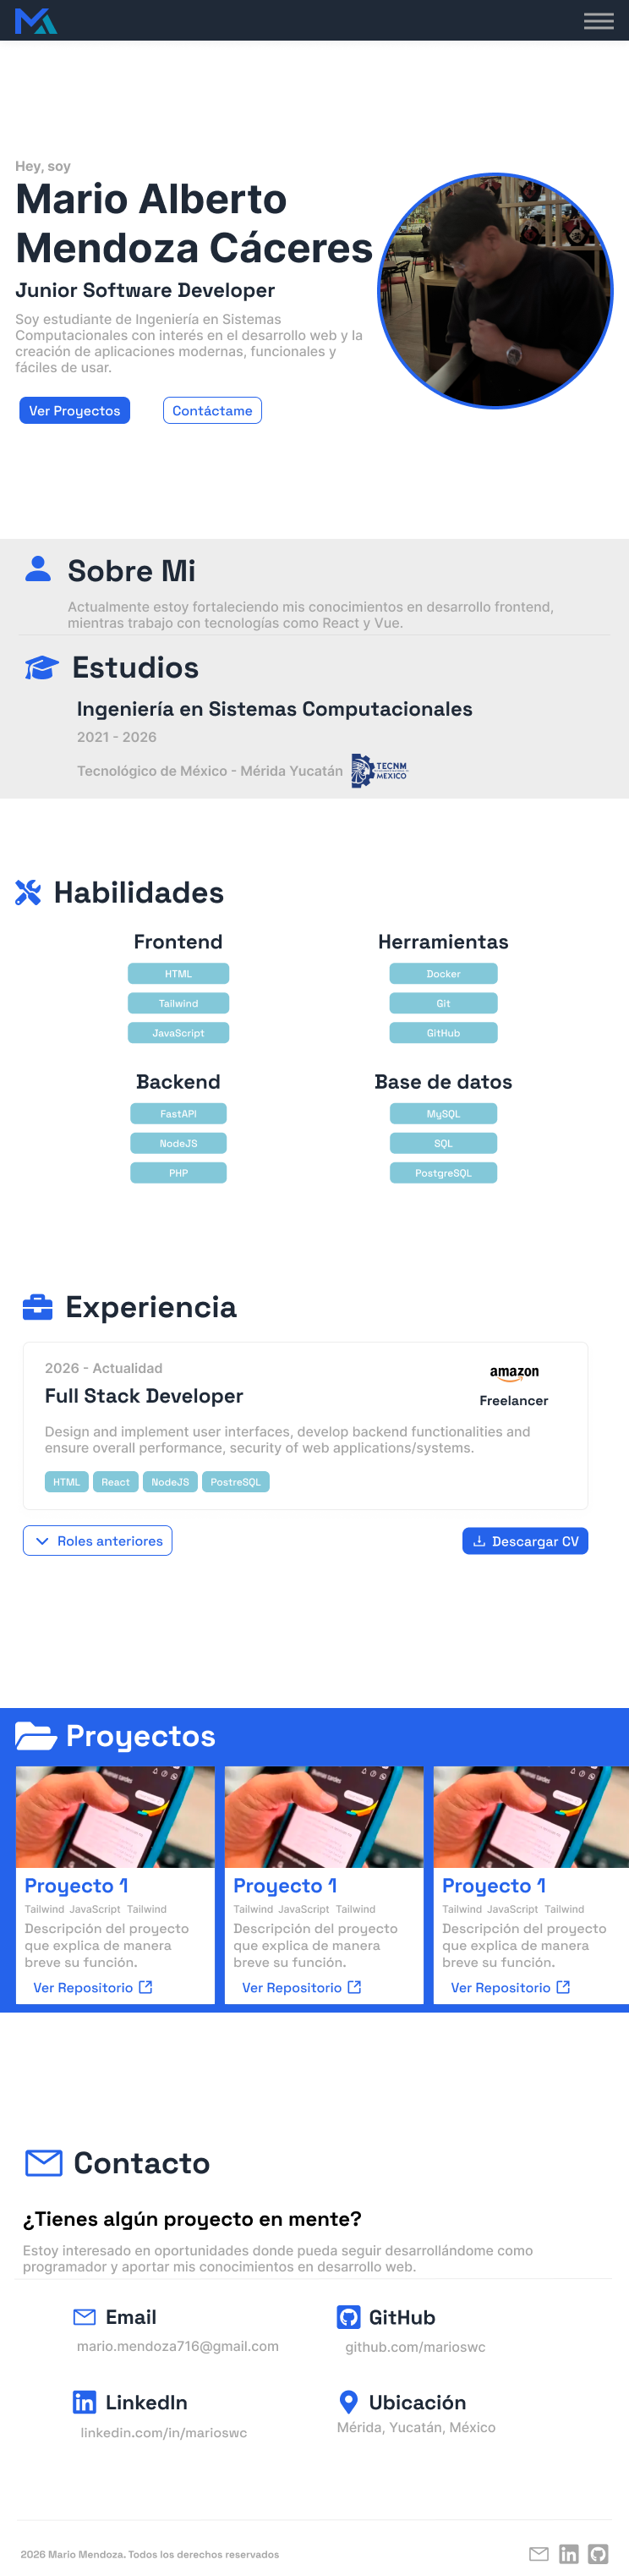 Hey, soy
Mario Alberto
Mendoza Cáceres
Junior Software Developer
Soy estudiante de Ingeniería en Sistemas
Computacionales con interés en el desarrollo web y la
creación de aplicaciones modernas, funcionales y
fáciles de usar.
Ver Proyectos
Contáctame
Sobre Mi
Actualmente estoy fortaleciendo mis conocimientos en desarrollo frontend,
mientras trabajo con tecnologías como React y Vue.
Estudios
Ingeniería en Sistemas Computacionales
2021 - 2026
Tecnológico de México - Mérida Yucatán
TECNM
MÉXICO
Habilidades
Frontend
HTML
Tailwind
JavaScript
Herramientas
Docker
Git
GitHub
Backend
FastAPI
NodeJS
PHP
Base de datos
MySQL
SQL
PostgreSQL
Experiencia
2026 - Actualidad
Full Stack Developer
amazon
Freelancer
Design and implement user interfaces, develop backend functionalities and
ensure overall performance, security of web applications/systems.
HTML React NodeJS PostreSQL
Roles anteriores
Descargar CV
Proyectos
Buenas tardes
Proyecto 1
Tailwind JavaScript Tailwind
Descripción del proyecto
que explica de manera
breve su función.
Ver Repositorio
Buenas tardes
Proyecto 1
Tailwind JavaScript Tailwind
Descripción del proyecto
que explica de manera
breve su función.
Ver Repositorio
Buenas tardes
Proyecto 1
Tailwind JavaScript Tailwind
Descripción del proyecto
que explica de manera
breve su función.
Ver Repositorio
Contacto
¿Tienes algún proyecto en mente?
Estoy interesado en oportunidades donde pueda seguir desarrollándome como
programador y aportar mis conocimientos en desarrollo web.
Email
mario.mendoza716@gmail.com
GitHub
github.com/marioswc
LinkedIn
linkedin.com/in/marioswc
Ubicación
Mérida, Yucatán, México
2026 Mario Mendoza. Todos los derechos reservados